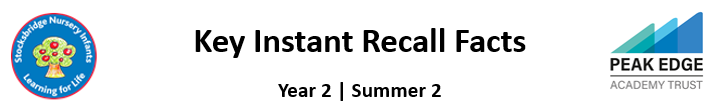 Stocksbridge Nursery Infants
Learning for Life
Key Instant Recall Facts
Year 2 | Summer 2
PEAK EDGE
ACADEMY TRUST